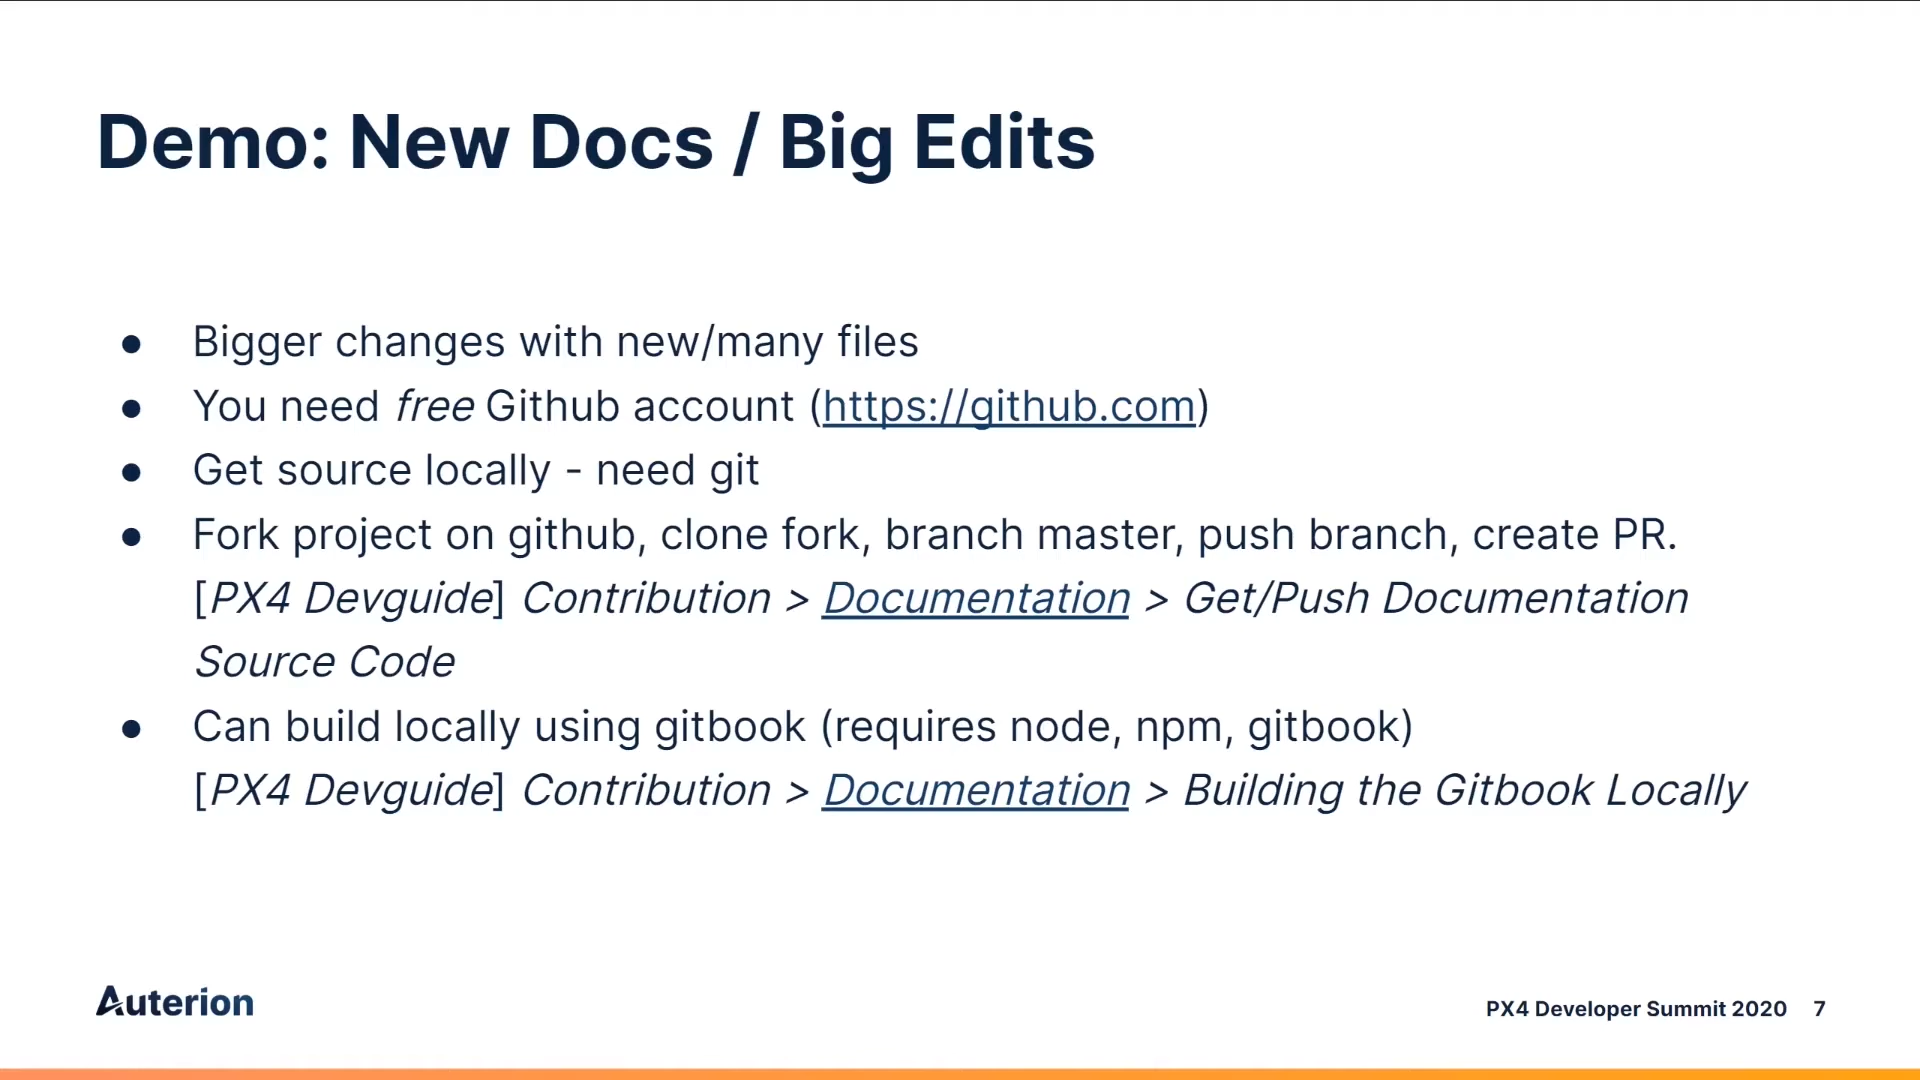 Demo: New Docs / Big Edits
● Bigger changes with new/many files
● You need free Github account (https://github.com)
● Get source locally - need git
● Fork project on github, clone fork, branch master, push branch, create PR.
[PX4 Devguide] Contribution > Documentation > Get/Push Documentation
Source Code
● Can build locally using gitbook (requires node, npm, gitbook)
[PX4 Devguide] Contribution > Documentation > Building the Gitbook Locally
Auterion
PX4 Developer Summit 2020 7